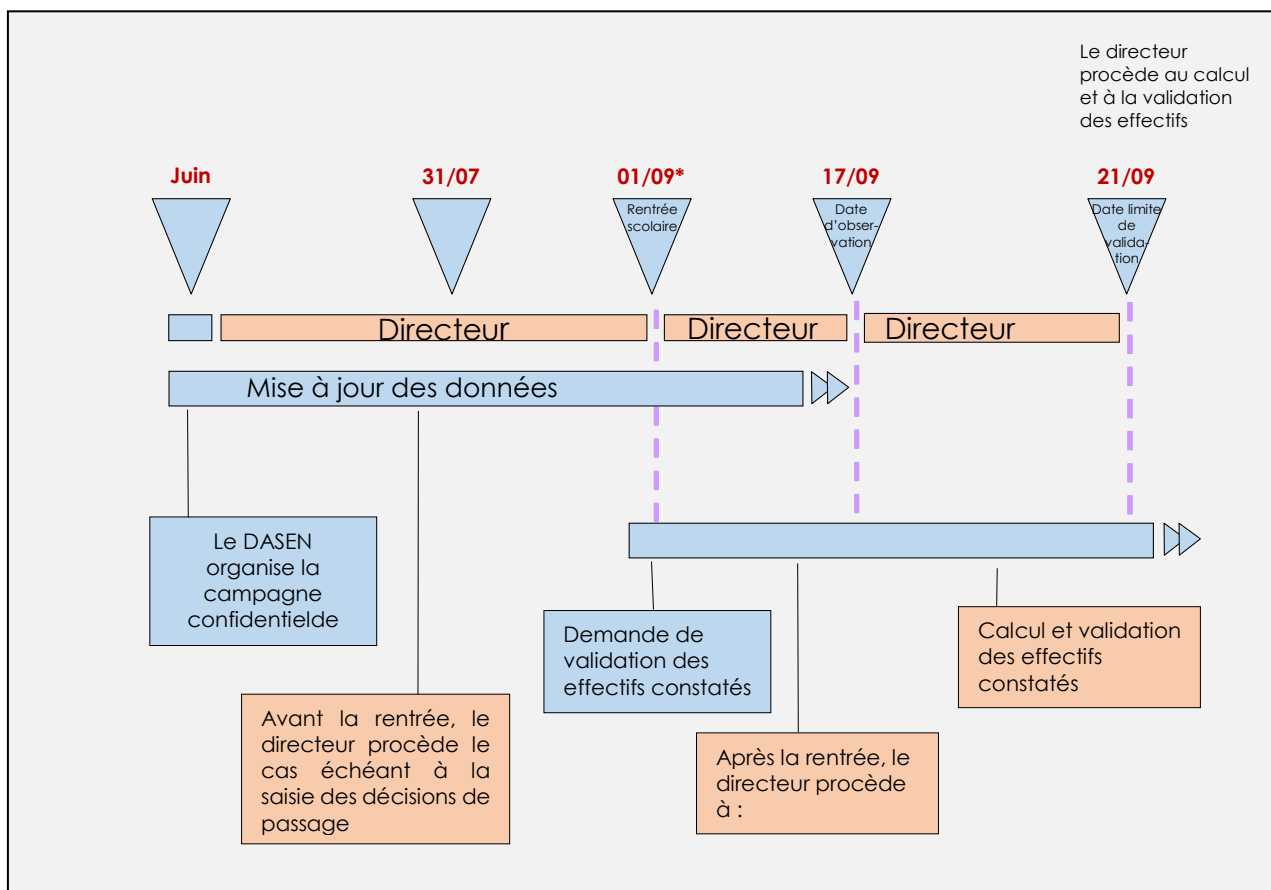 Le directeur
procède au calcul
et à la validation
des effectifs
Juin
31/07
01/09*
17/09
21/09
Rentrée
scolaire
Date
d'obser-
vation
Date limite
de
valida-
tion
Directeur
Directeur
Directeur
Mise à jour des données
Le DASEN
organise la
campagne
confidentielde
Demande de
validation des
effectifs constatés
Calcul et validation
des effectifs
constatés
Avant la rentrée, le
directeur procède le
cas échéant à la
saisie des décisions de
passage
Après la rentrée, le
directeur procède
à :